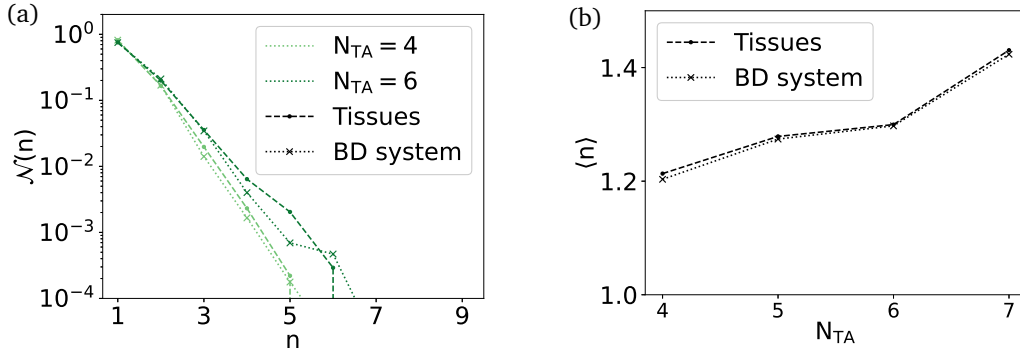 (a)
10⁰
10⁻¹
10⁻²
10⁻³
10⁻⁴
𝒩(n)
1 3 5 7 9
n
N_TA = 4
N_TA = 6
Tissues
BD system
(b)
1.4
1.2
1.0
⟨n⟩
4 5 6 7
N_TA
Tissues
BD system